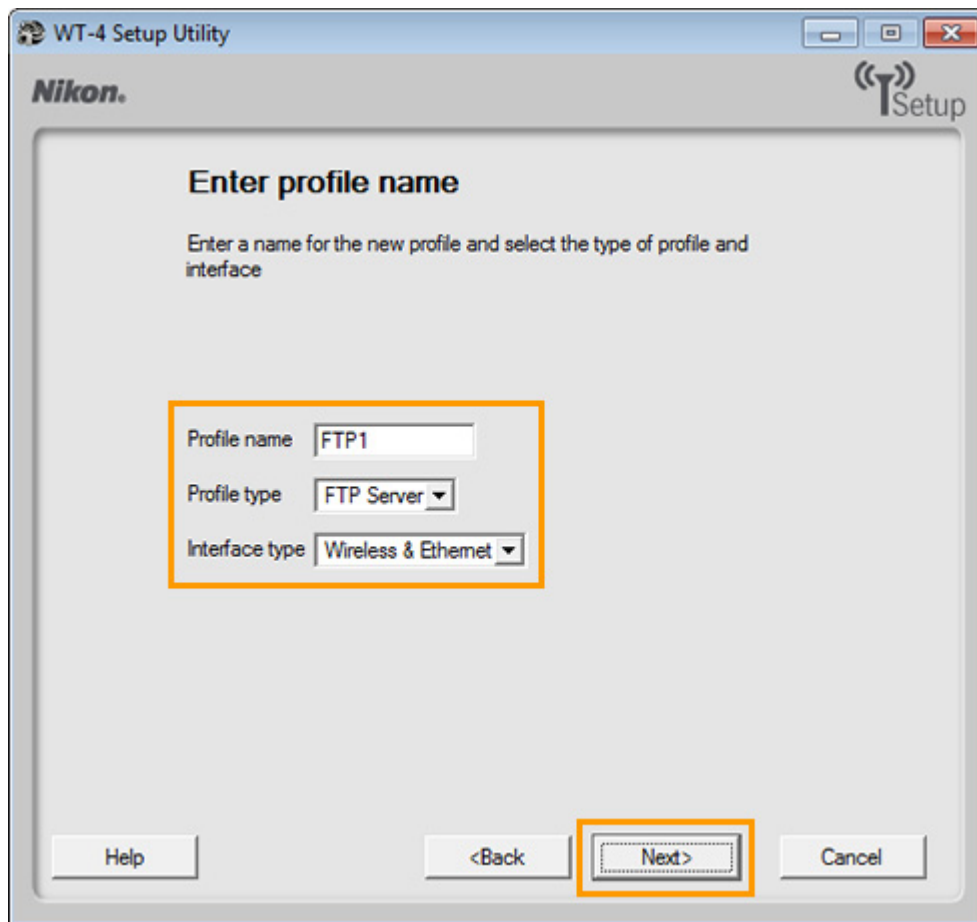 WT-4 Setup Utility
Nikon®
Setup
Enter profile name
Enter a name for the new profile and select the type of profile and
interface
Profile name FTP1
Profile type FTP Server
Interface type Wireless & Ethernet
Help <Back Next> Cancel